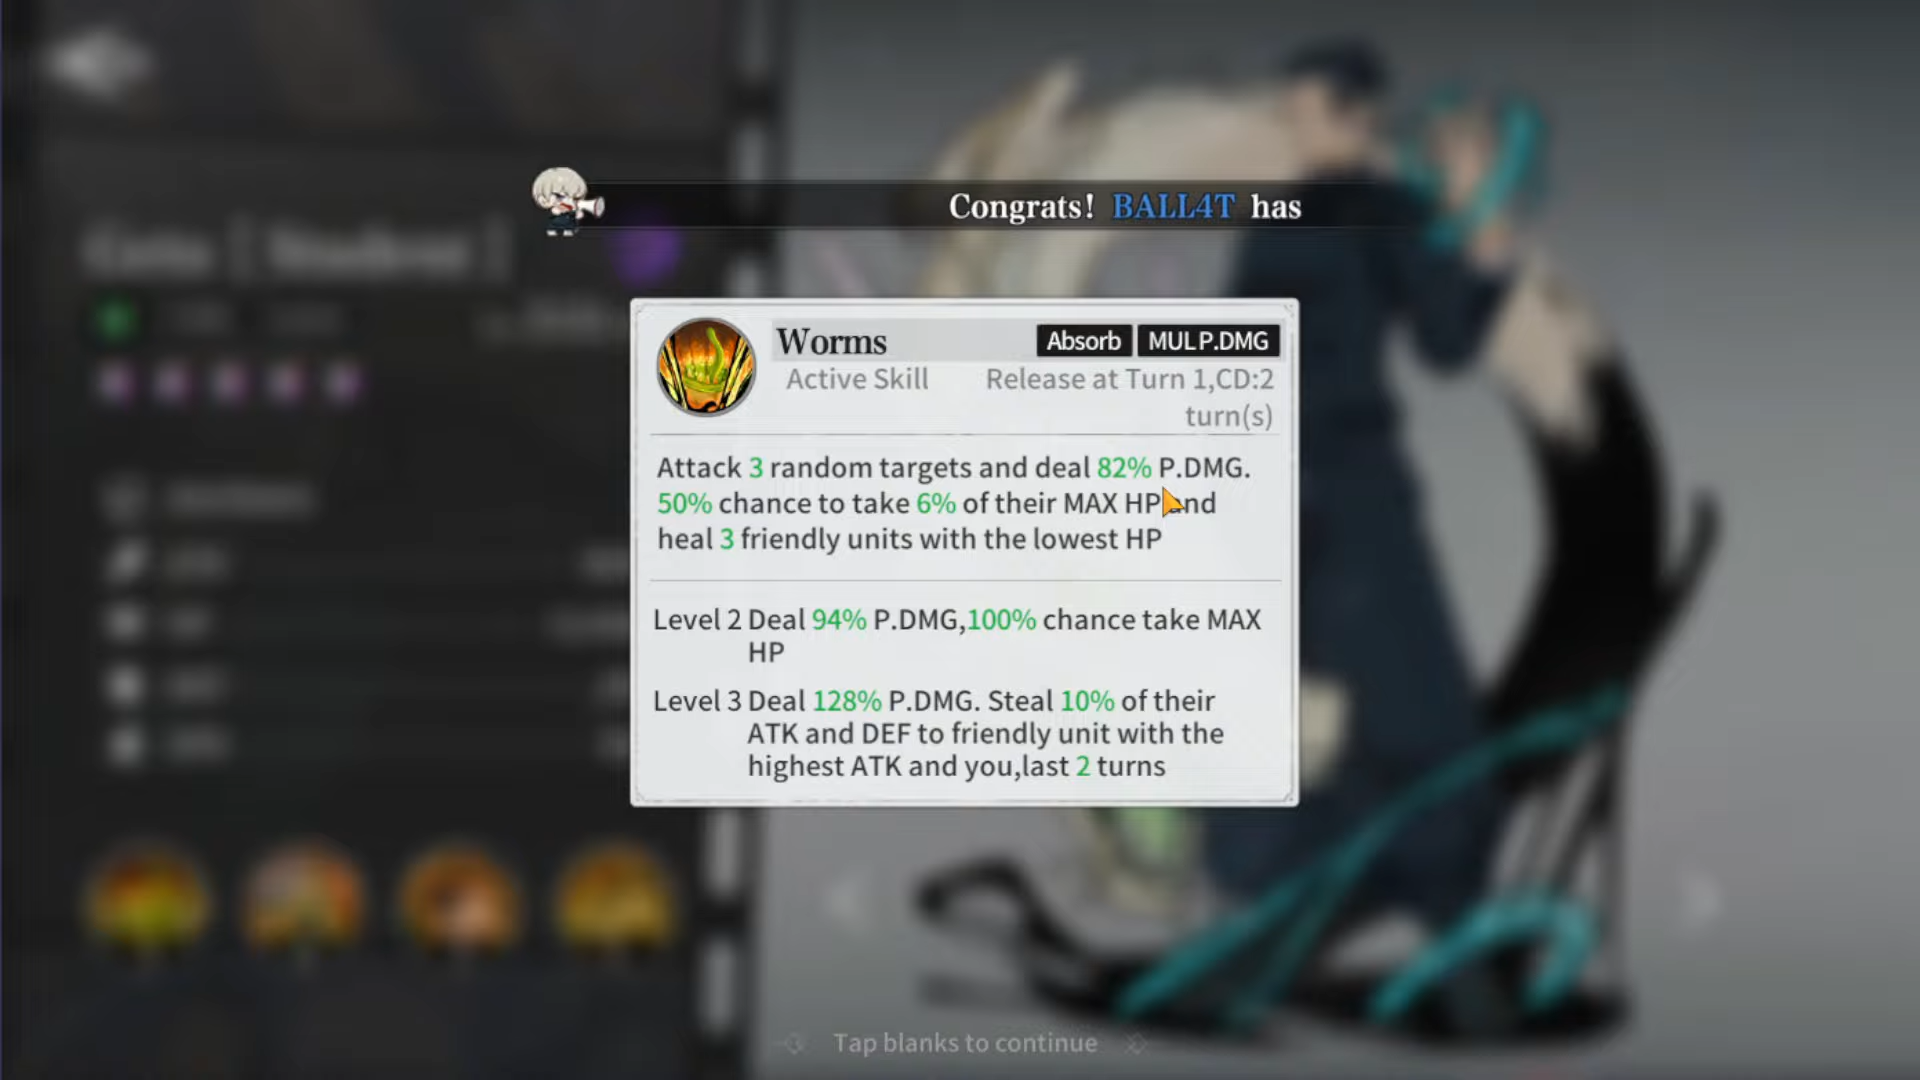 Congrats! BALL4T has
Worms
Absorb
MUL P.DMG
Active Skill
Release at Turn 1,CD:2
turn(s)
Attack 3 random targets and deal 82% P.DMG.
50% chance to take 6% of their MAX HP and
heal 3 friendly units with the lowest HP
Level 2 Deal 94% P.DMG,100% chance take MAX
HP
Level 3 Deal 128% P.DMG. Steal 10% of their
ATK and DEF to friendly unit with the
highest ATK and you,last 2 turns
Tap blanks to continue